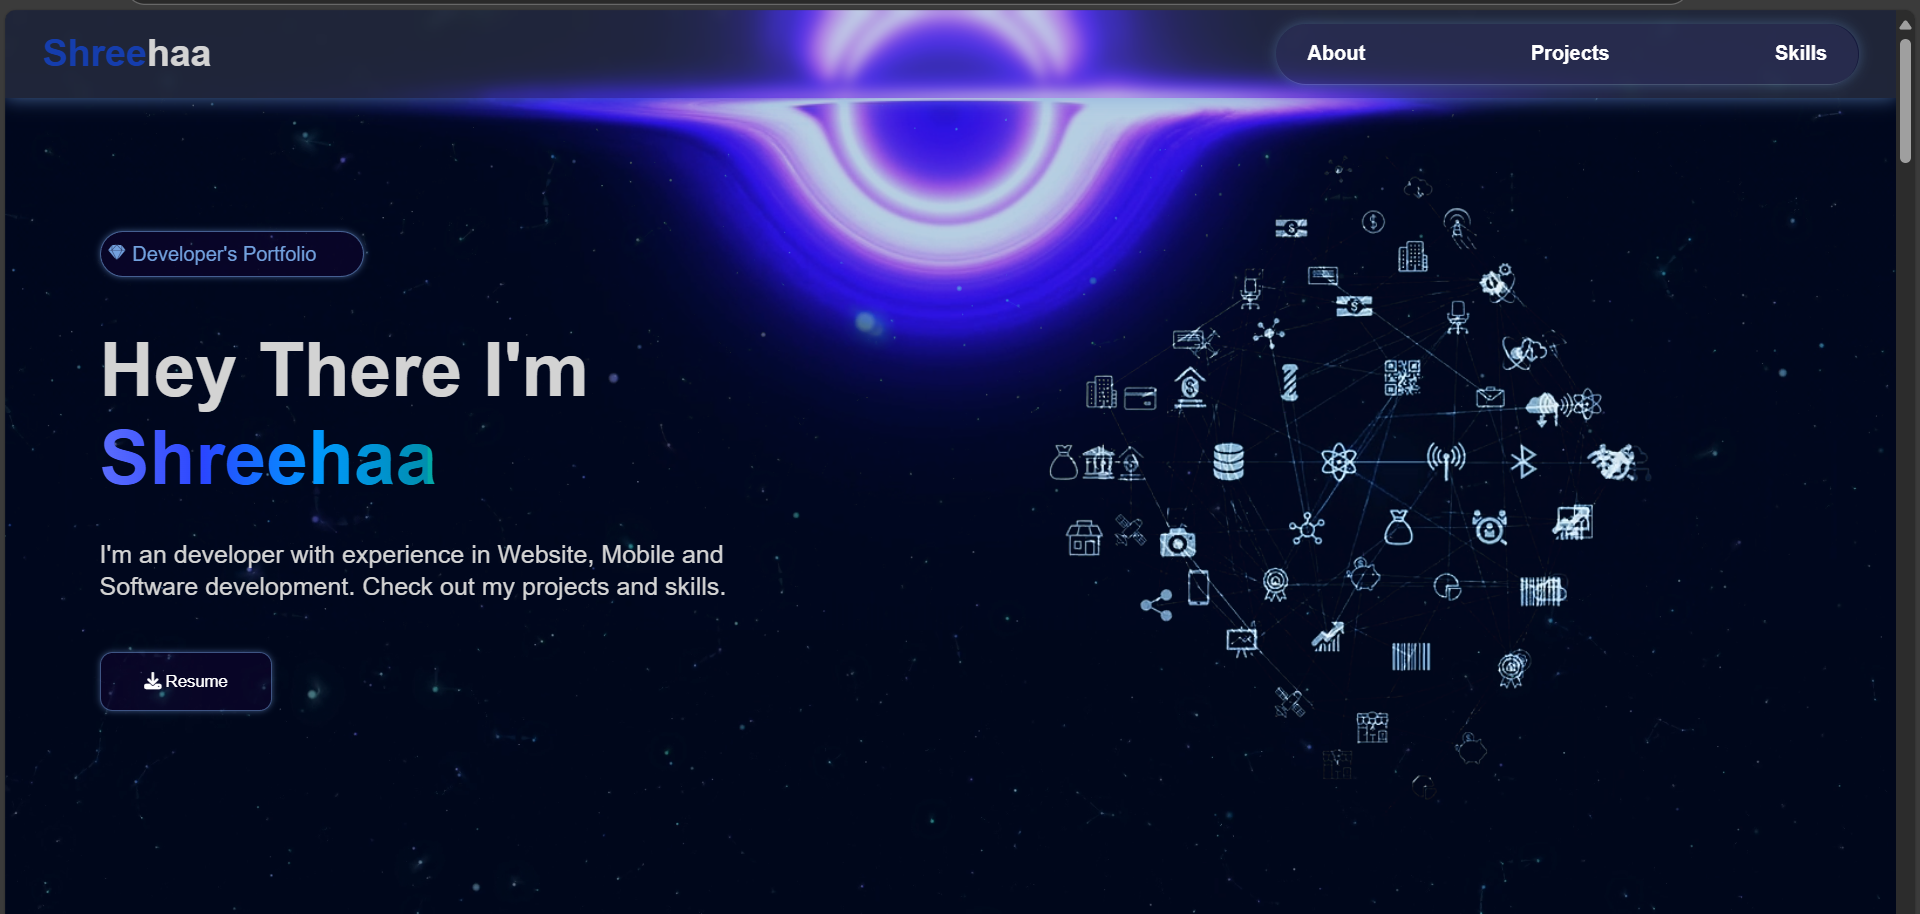 Shreehaa
About
Projects
Skills
Developer's Portfolio
Hey There I'm
Shreehaa
I'm an developer with experience in Website, Mobile and
Software development. Check out my projects and skills.
Resume